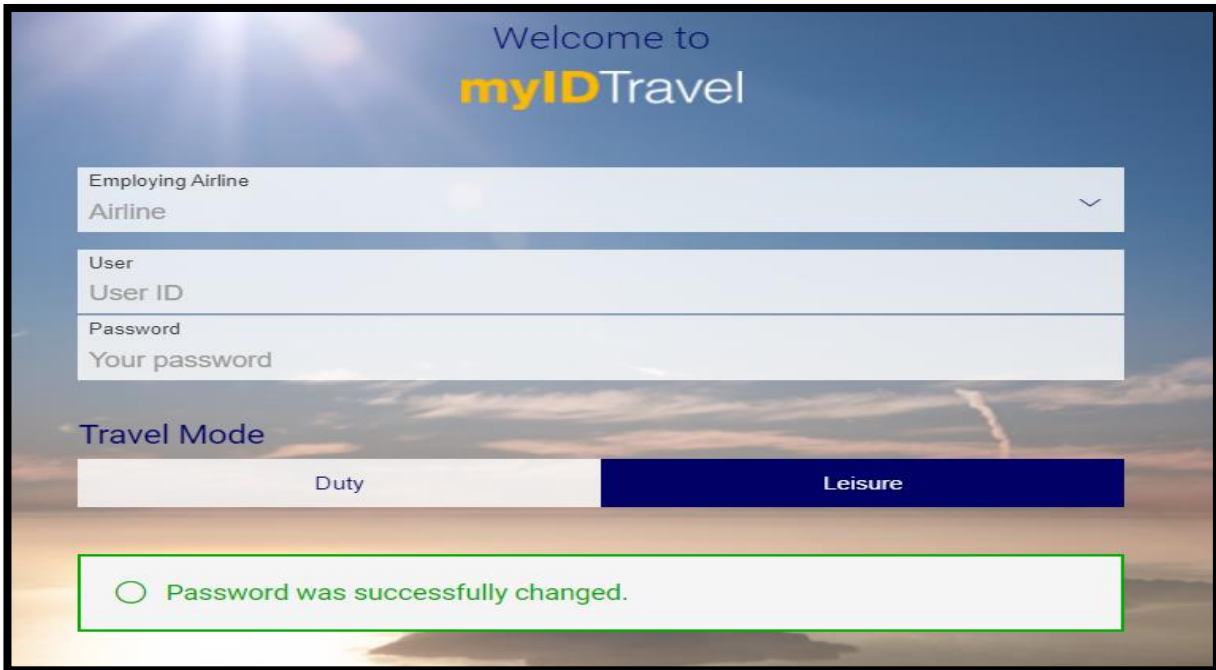 Welcome to
myIDTravel
Employing Airline
Airline
User
User ID
Password
Your password
Travel Mode
Duty
Leisure
Password was successfully changed.